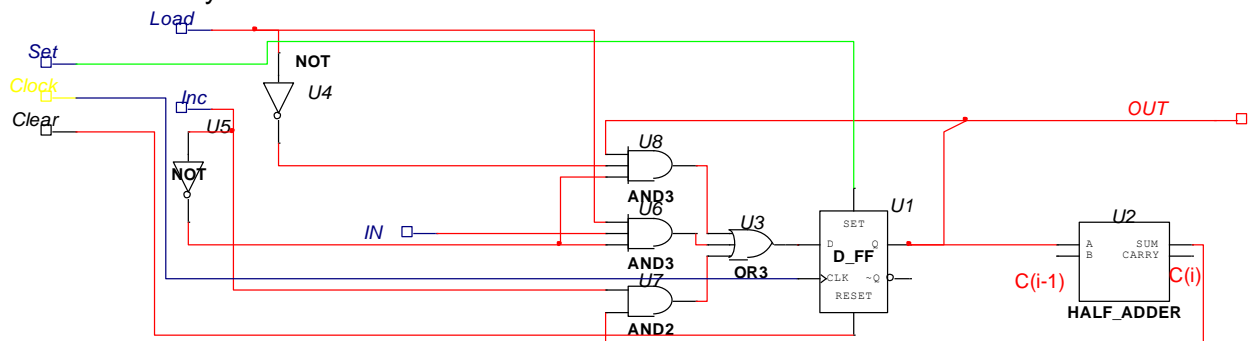 Load
Set
NOT
U4
Clock
Inc
Clear
U5
OUT
NOT
U8
AND3
U6
IN
U3
U1
U2
SET
D Q
D_FF
A SUM
B CARRY
AND3
OR3
CLK ~Q
RESET
C(i-1)
C(i)
U7
HALF_ADDER
AND2